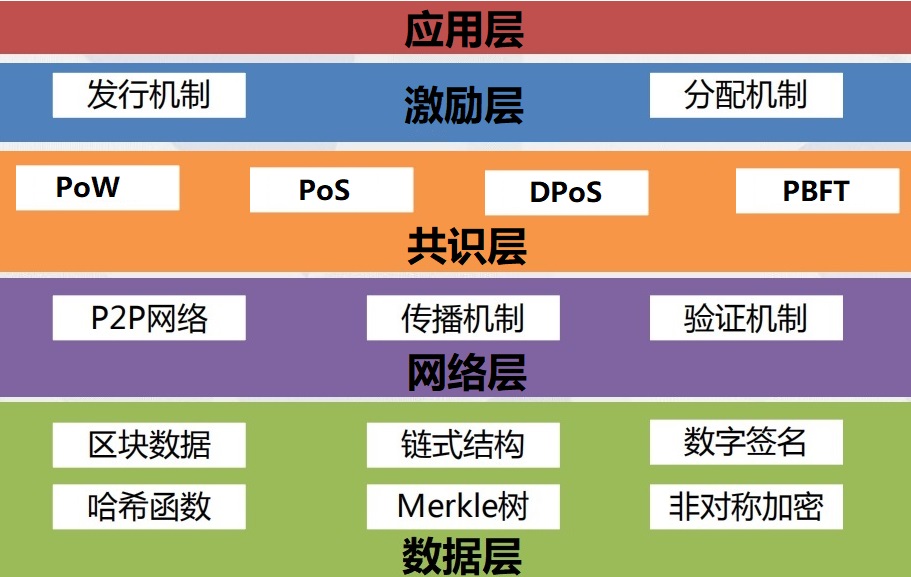 应用层
发行机制
激励层
分配机制
PoW
PoS
DPoS
PBFT
共识层
P2P网络
传播机制
验证机制
网络层
区块数据
链式结构
数字签名
哈希函数
Merkle树
非对称加密
数据层